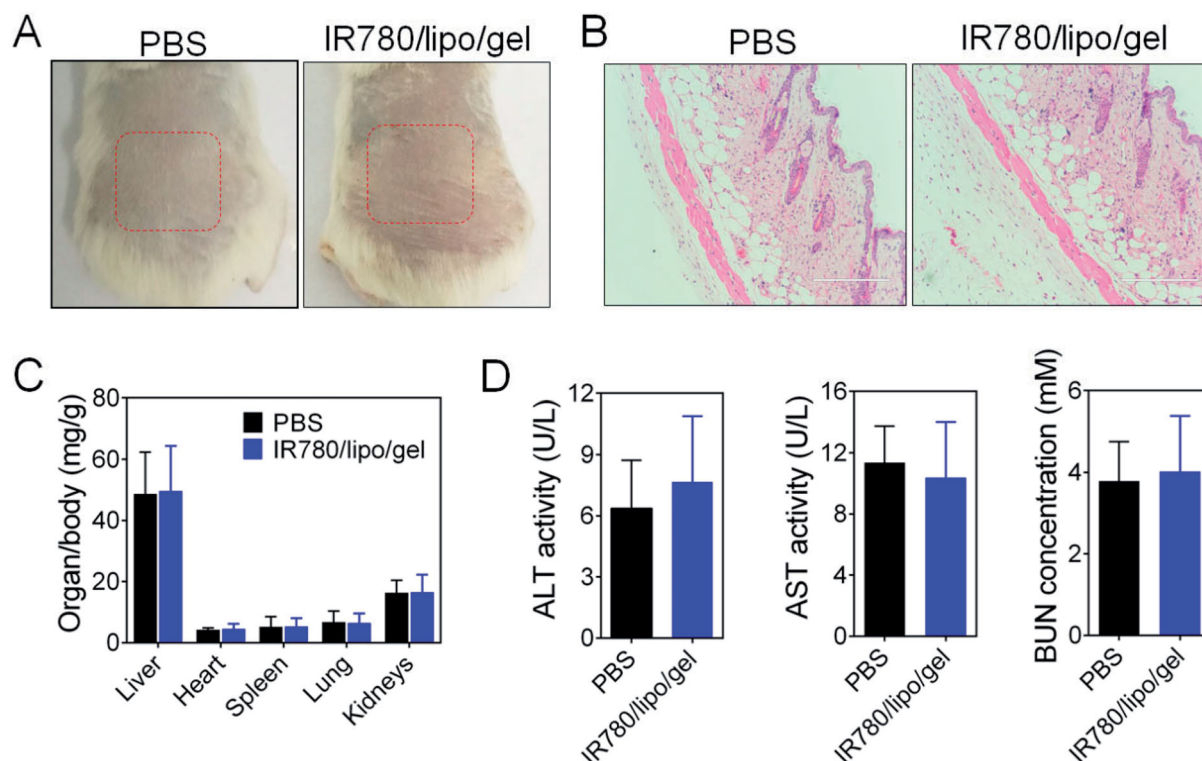 A
PBS
IR780/lipo/gel
B
PBS
IR780/lipo/gel
C
Organ/body (mg/g)
80
60
40
20
0
PBS
IR780/lipo/gel
Liver
Heart
Spleen
Lung
Kidneys
D
ALT activity (U/L)
12
9
6
3
0
PBS
IR780/lipo/gel
AST activity (U/L)
16
12
8
4
0
PBS
IR780/lipo/gel
BUN concentration (mM)
6
4
2
0
PBS
IR780/lipo/gel